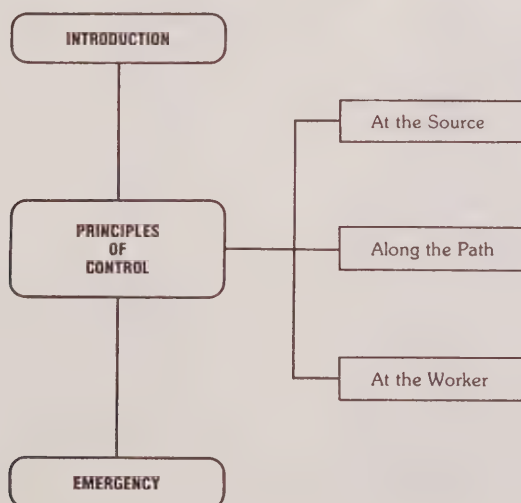 INTRODUCTION
At the Source
PRINCIPLES
OF
CONTROL
Along the Path
At the Worker
EMERGENCY